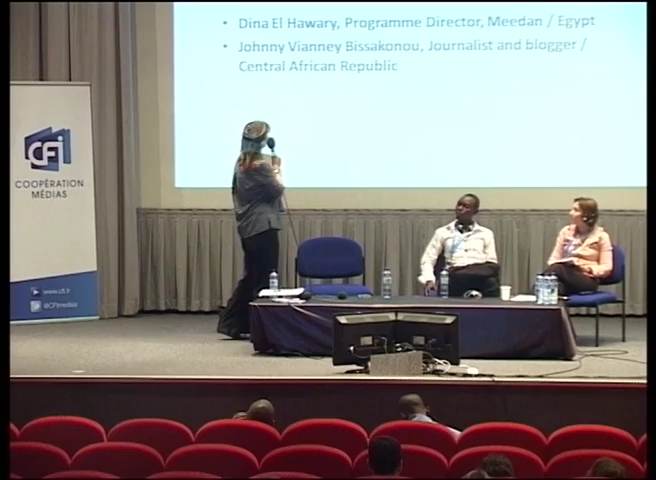 • Dina El Hawary, Programme Director, Meedan / Egypt
• Johnny Vianney Bissakonou, Journalist and blogger /
Central African Republic
CFi
COOPÉRATION
MÉDIAS
www.cfi.fr
@CFImedias